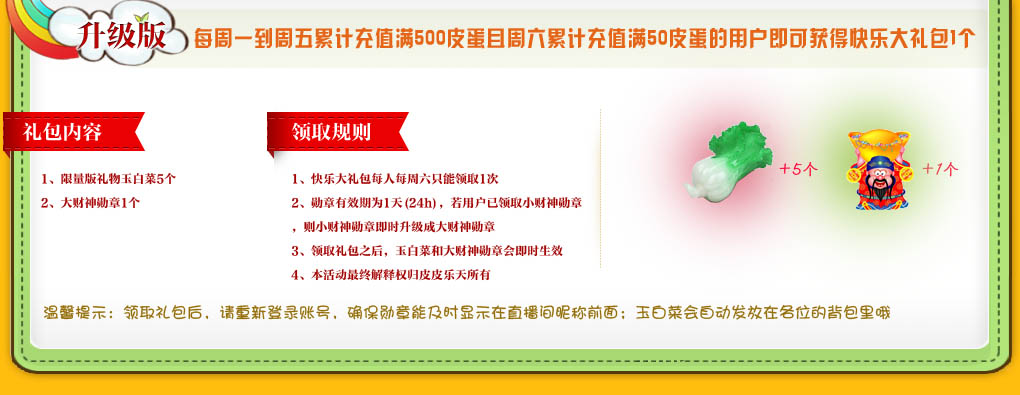 升级版
每周一到周五累计充值满500皮蛋且周六累计充值满50皮蛋的用户即可获得快乐大礼包1个
礼包内容
1、限量版礼物玉白菜5个
2、大财神勋章1个
领取规则
1、快乐大礼包每人每周六只能领取1次
2、勋章有效期为1天(24h)，若用户已领取小财神勋章
，则小财神勋章即时升级成大财神勋章
3、领取礼包之后，玉白菜和大财神勋章会即时生效
4、本活动最终解释权归皮皮乐天所有
+5个
+1个
温馨提示：领取礼包后，请重新登录账号，确保勋章能及时显示在直播间昵称前面；玉白菜会自动发放在各位的背包里哦